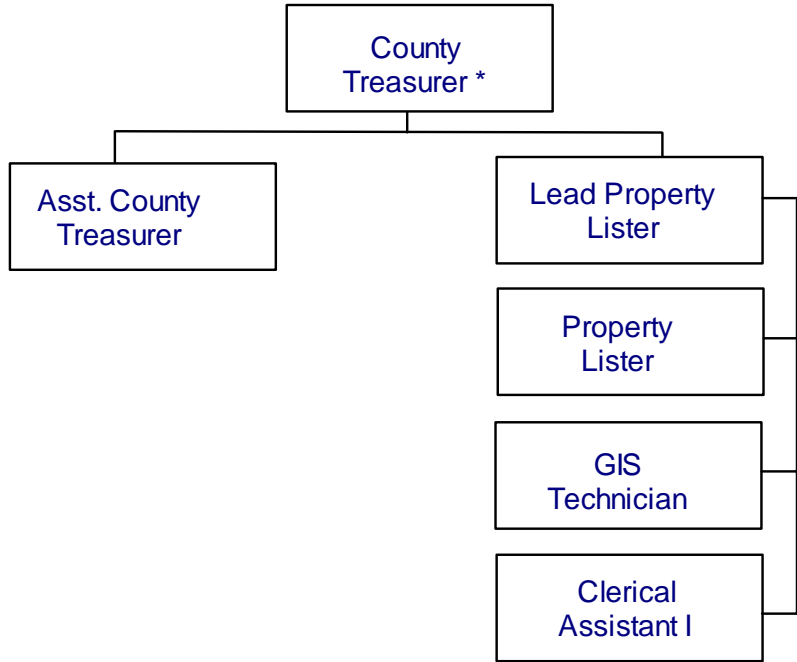 County
Treasurer *
Asst. County
Treasurer
Lead Property
Lister
Property
Lister
GIS
Technician
Clerical
Assistant I